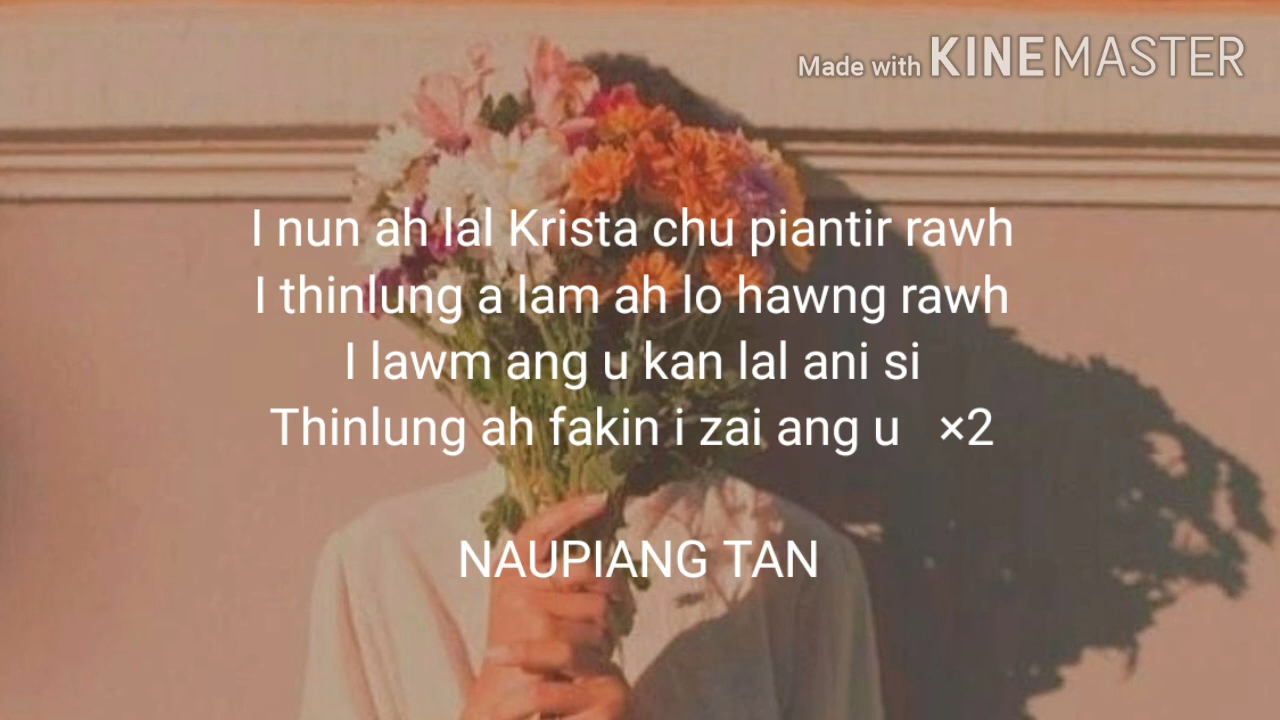 Made with KINEMASTER
I nun ah lal Krista chu piantir rawh
I thinlung a lam ah lo hawng rawh
I lawm ang u kan lal ani si
Thinlung ah fakin i zai ang u ×2
NAUPIANG TAN